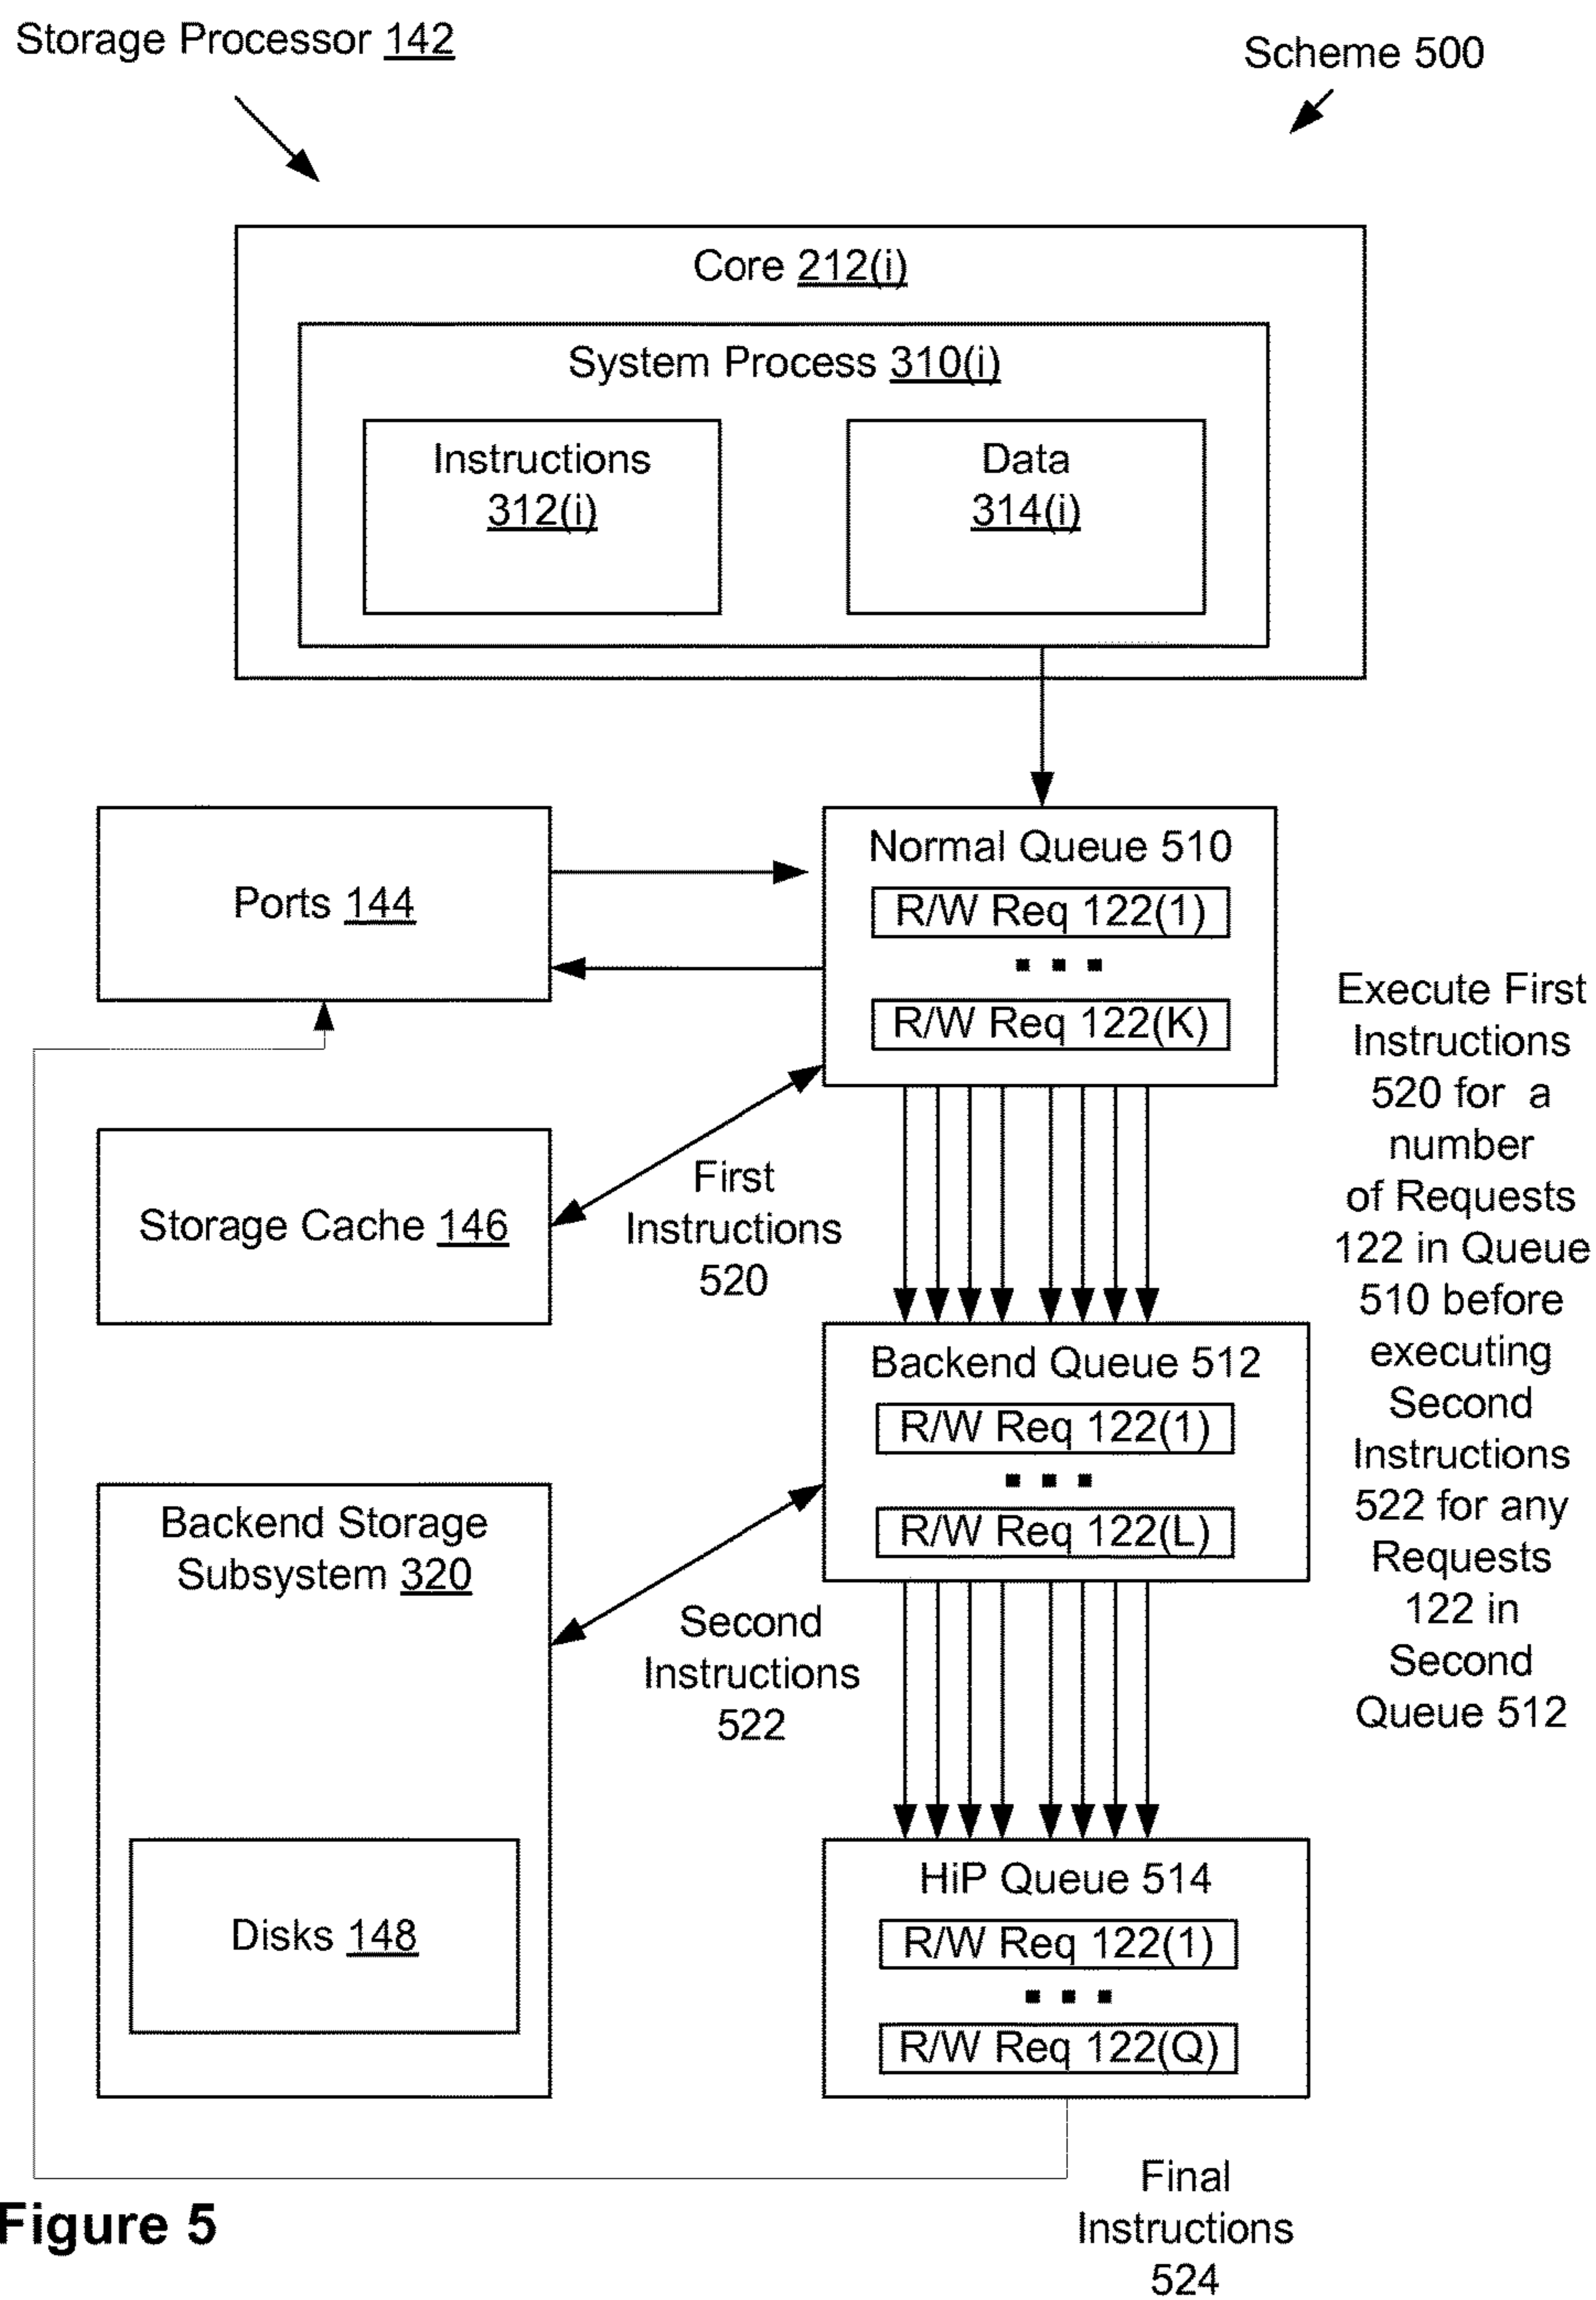 Storage Processor 142
Scheme 500
Core 212(i)
System Process 310(i)
Instructions
312(i)
Data
314(i)
Ports 144
Normal Queue 510
R/W Req 122(1)
...
R/W Req 122(K)
Storage Cache 146
First
Instructions
520
Execute First
Instructions
520 for a
number
of Requests
122 in Queue
510 before
executing
Second
Instructions
522 for any
Requests
122 in
Second
Queue 512
Backend Queue 512
R/W Req 122(1)
...
R/W Req 122(L)
Backend Storage
Subsystem 320
Disks 148
Second
Instructions
522
HiP Queue 514
R/W Req 122(1)
...
R/W Req 122(Q)
Final
Instructions
524
Figure 5